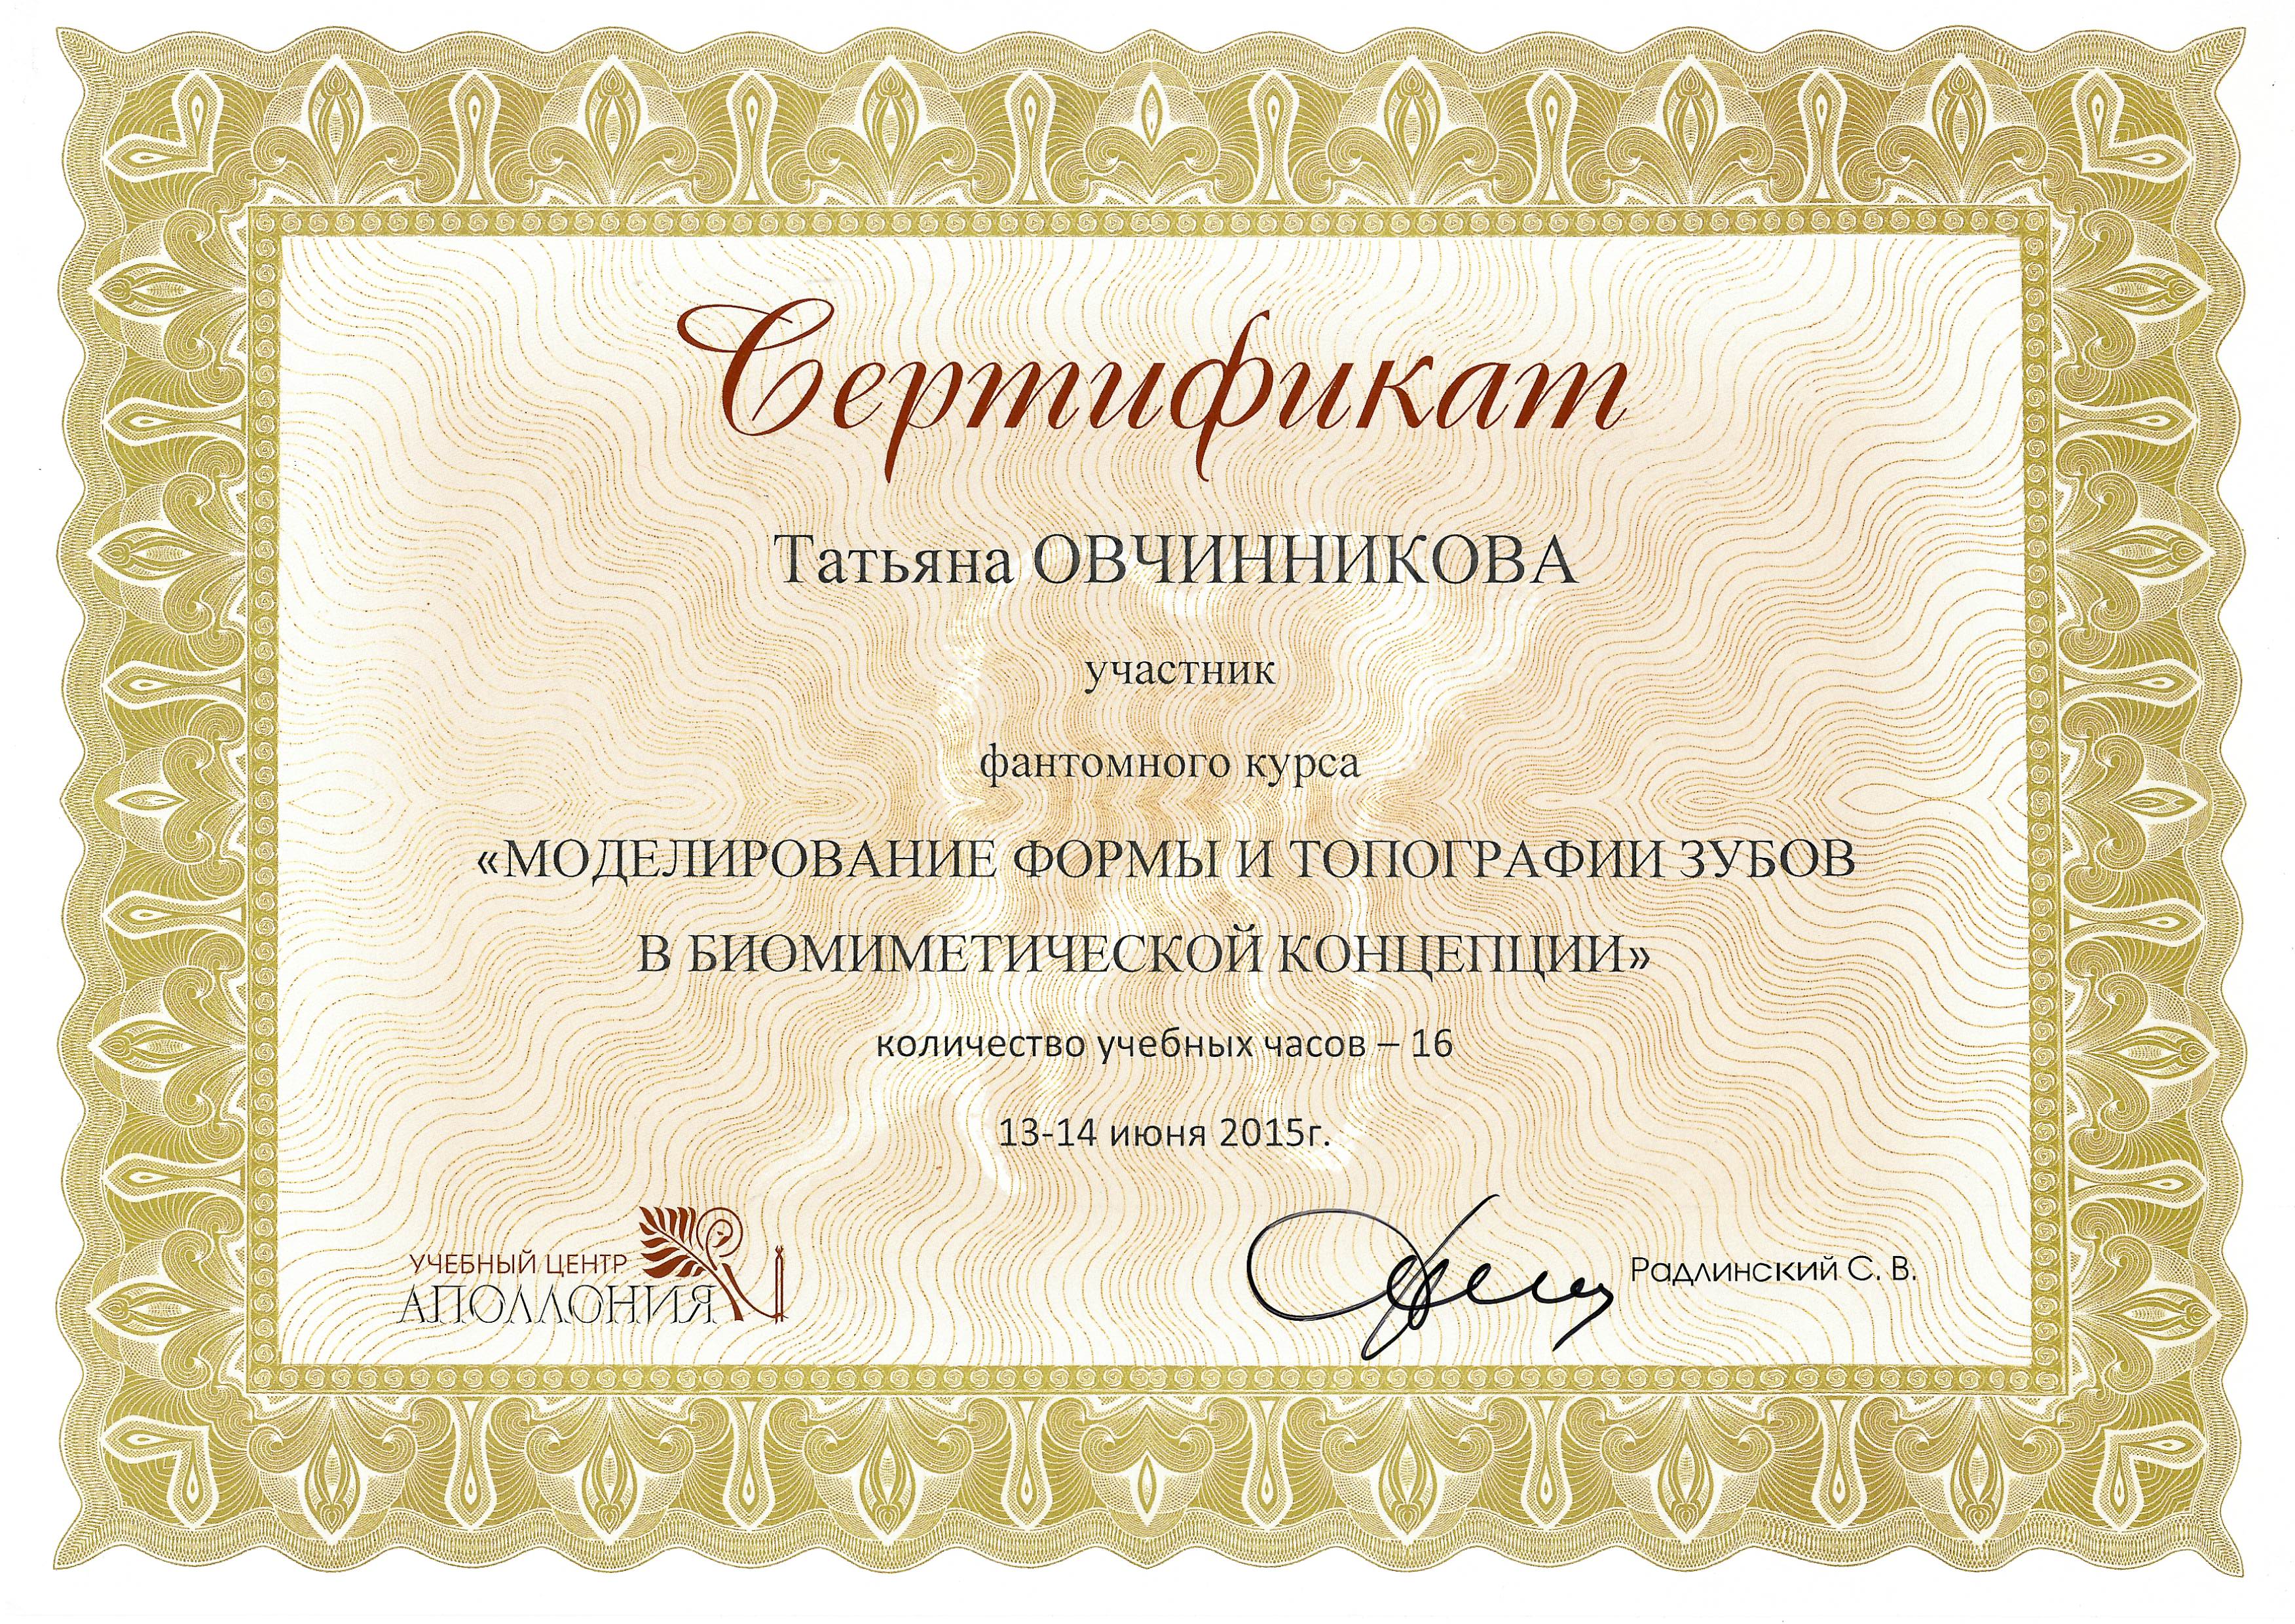 Сертификат
Татьяна ОВЧИННИКОВА
участник
фантомного курса
«МОДЕЛИРОВАНИЕ ФОРМЫ И ТОПОГРАФИИ ЗУБОВ
В БИОМИМЕТИЧЕСКОЙ КОНЦЕПЦИИ»
количество учебных часов – 16
13-14 июня 2015г.
УЧЕБНЫЙ ЦЕНТР
АПОЛЛОНИЯ
Радлинский С. В.